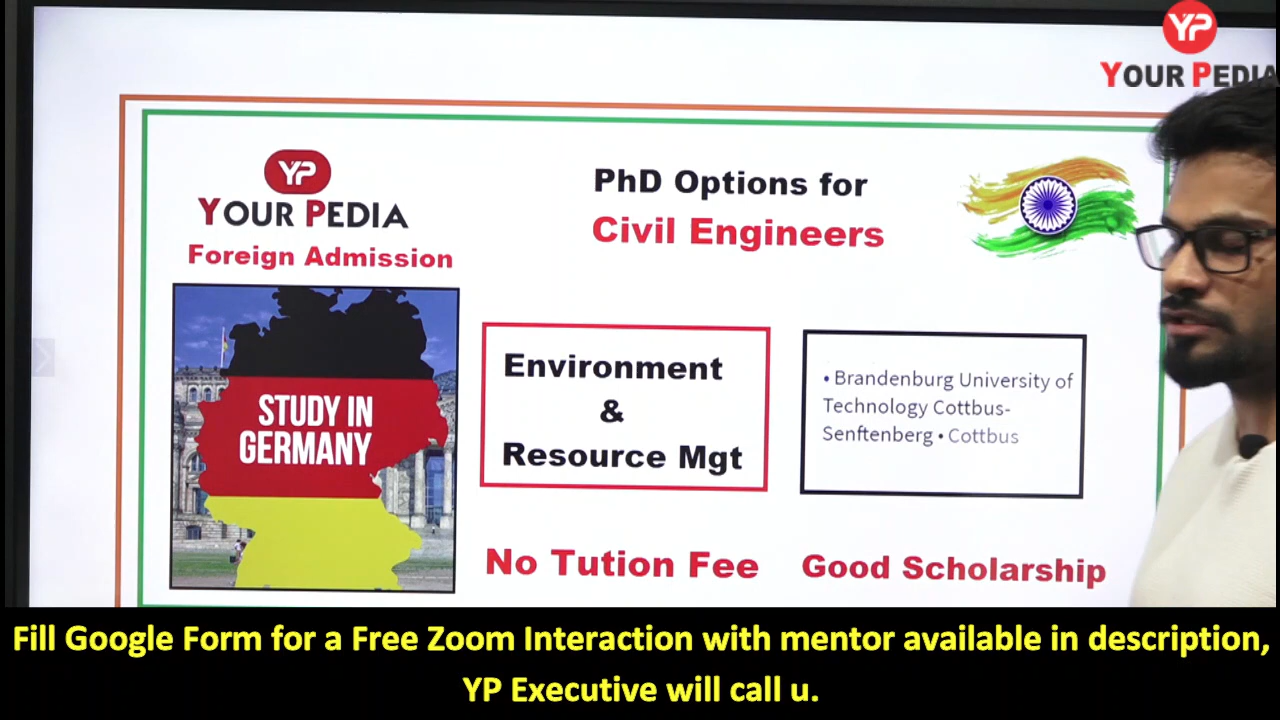 YP
YOUR PEDIA
YP
YOUR PEDIA
Foreign Admission
PhD Options for
Civil Engineers
STUDY IN
GERMANY
Environment
&
Resource Mgt
• Brandenburg University of
Technology Cottbus-
Senftenberg • Cottbus
No Tution Fee
Good Scholarship
Fill Google Form for a Free Zoom Interaction with mentor available in description,
YP Executive will call u.